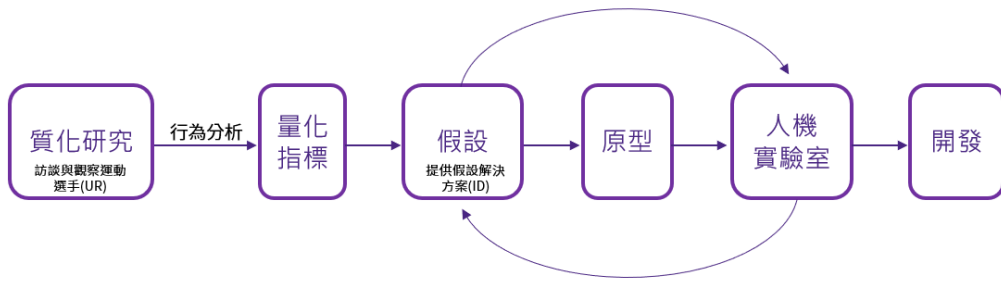 質化研究
訪談與觀察運動
選手(UR)
行為分析
量化
指標
假設
提供假設解決
方案(ID)
原型
人機
實驗室
開發